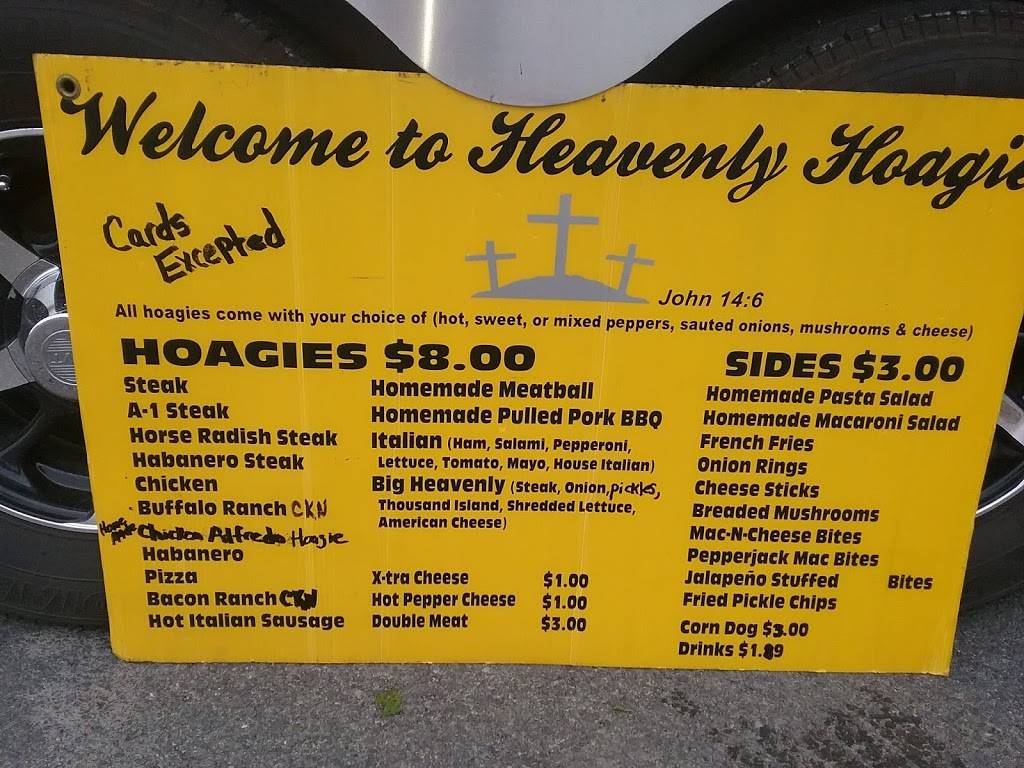 Welcome to Heavenly Hoagie
Cards
Excepted
John 14:6
All hoagies come with your choice of (hot, sweet, or mixed peppers, sauted onions, mushrooms & cheese)
HOAGIES $8.00
Steak
A-1 Steak
Horse Radish Steak
Habanero Steak
Chicken
Buffalo Ranch CKN
Chicken Alfredo Hoagie
Habanero
Pizza
Bacon Ranch CKN
Hot Italian Sausage
Homemade Meatball
Homemade Pulled Pork BBQ
Italian (Ham, Salami, Pepperoni,
Lettuce, Tomato, Mayo, House Italian)
Big Heavenly (Steak, Onion, pickles,
Thousand Island, Shredded Lettuce,
American Cheese)
X-tra Cheese $1.00
Hot Pepper Cheese $1.00
Double Meat $3.00
SIDES $3.00
Homemade Pasta Salad
Homemade Macaroni Salad
French Fries
Onion Rings
Cheese Sticks
Breaded Mushrooms
Mac-N-Cheese Bites
Pepperjack Mac Bites
Jalapeño Stuffed Bites
Fried Pickle Chips
Corn Dog $3.00
Drinks $1.89